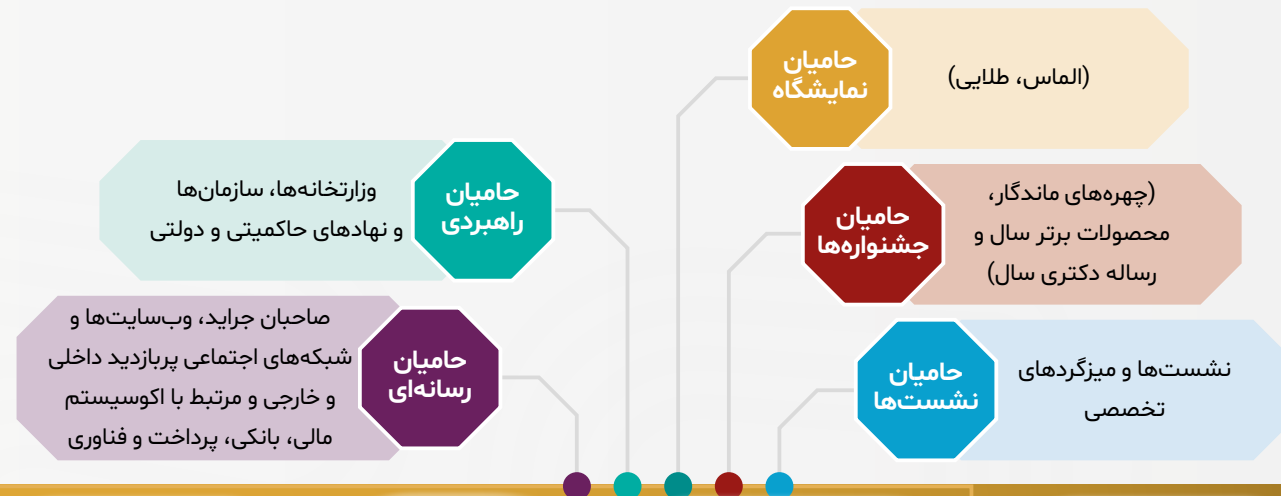 حامیان
نمایشگاه
(الماس، طلایی)
حامیان
جشنواره‌ها
(چهره‌های ماندگار،
محصولات برتر سال و
رساله دکتری سال)
حامیان
نشست‌ها
نشست‌ها و میزگردهای
تخصصی
حامیان
راهبردی
وزارتخانه‌ها، سازمان‌ها
و نهادهای حاکمیتی و دولتی
حامیان
رسانه‌ای
صاحبان جراید، وب‌سایت‌ها و
شبکه‌های اجتماعی پربازدید داخلی
و خارجی و مرتبط با اکوسیستم
مالی، بانکی، پرداخت و فناوری